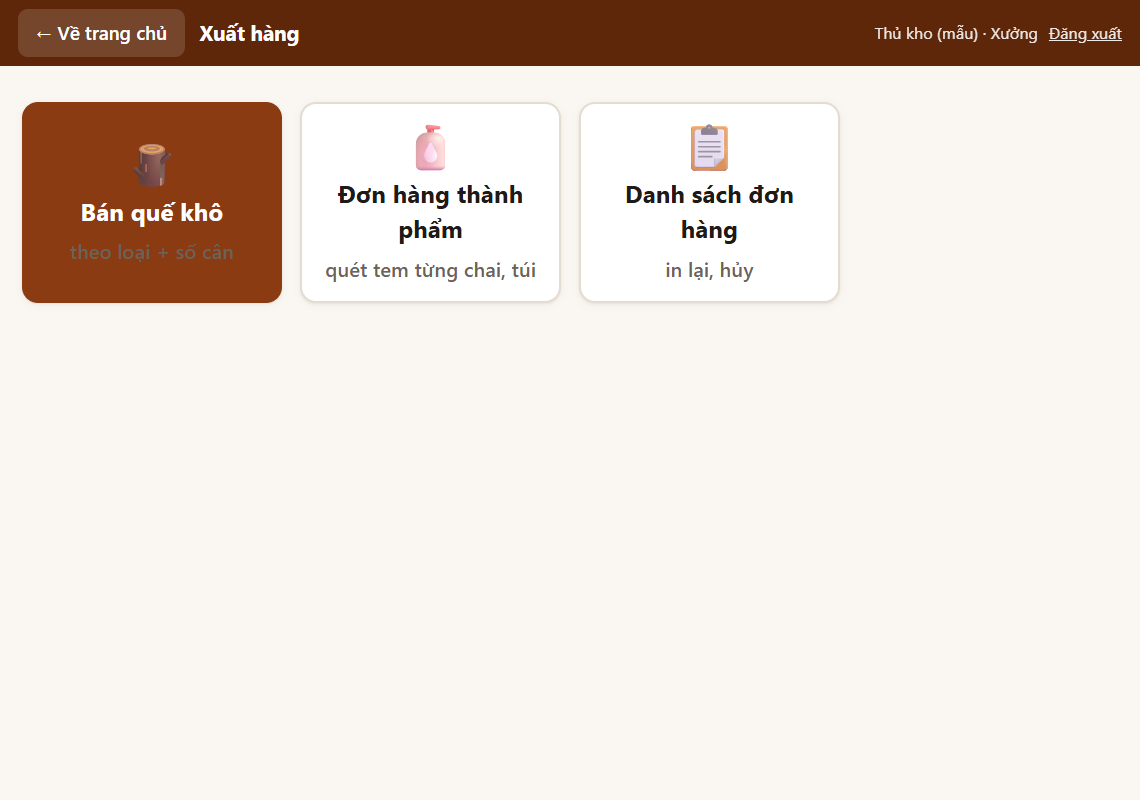 ← Về trang chủ
Xuất hàng
Thủ kho (mẫu) · Xưởng
Đăng xuất
Bán quế khô
theo loại + số cân
Đơn hàng thành
phẩm
quét tem từng chai, túi
Danh sách đơn
hàng
in lại, hủy